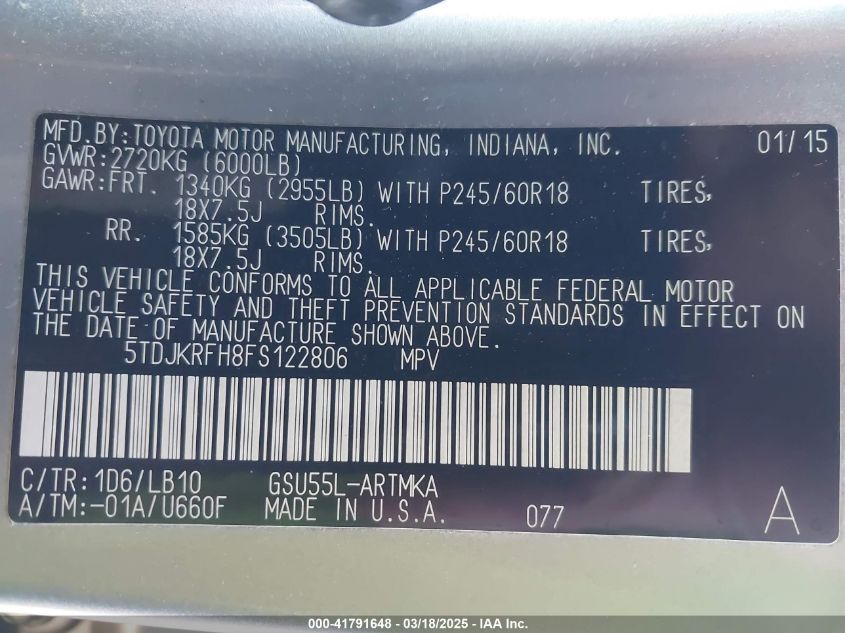 MFD. BY: TOYOTA MOTOR MANUFACTURING, INDIANA, INC. 01/15
GVWR: 2720KG (6000LB)
GAWR: FRT. 1340KG (2955LB) WITH P245/60R18 TIRES,
18X7.5J RIMS.
RR. 1585KG (3505LB) WITH P245/60R18 TIRES,
18X7.5J RIMS.
THIS VEHICLE CONFORMS TO ALL APPLICABLE FEDERAL MOTOR
VEHICLE SAFETY AND THEFT PREVENTION STANDARDS IN EFFECT ON
THE DATE OF MANUFACTURE SHOWN ABOVE.
5TDJKRFH8FS122806 MPV
C/TR: 1D6/LB10 GSU55L-ARTMKA
A/TM:-01A/U660F MADE IN U.S.A. 077 A
000-41791648 - 03/18/2025 - IAA Inc.